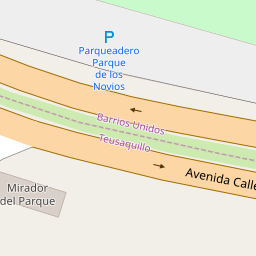 P
Parqueadero
Parque
de los
Novios
Barrios Unidos
Teusaquillo
Avenida Calle
Mirador
del Parque